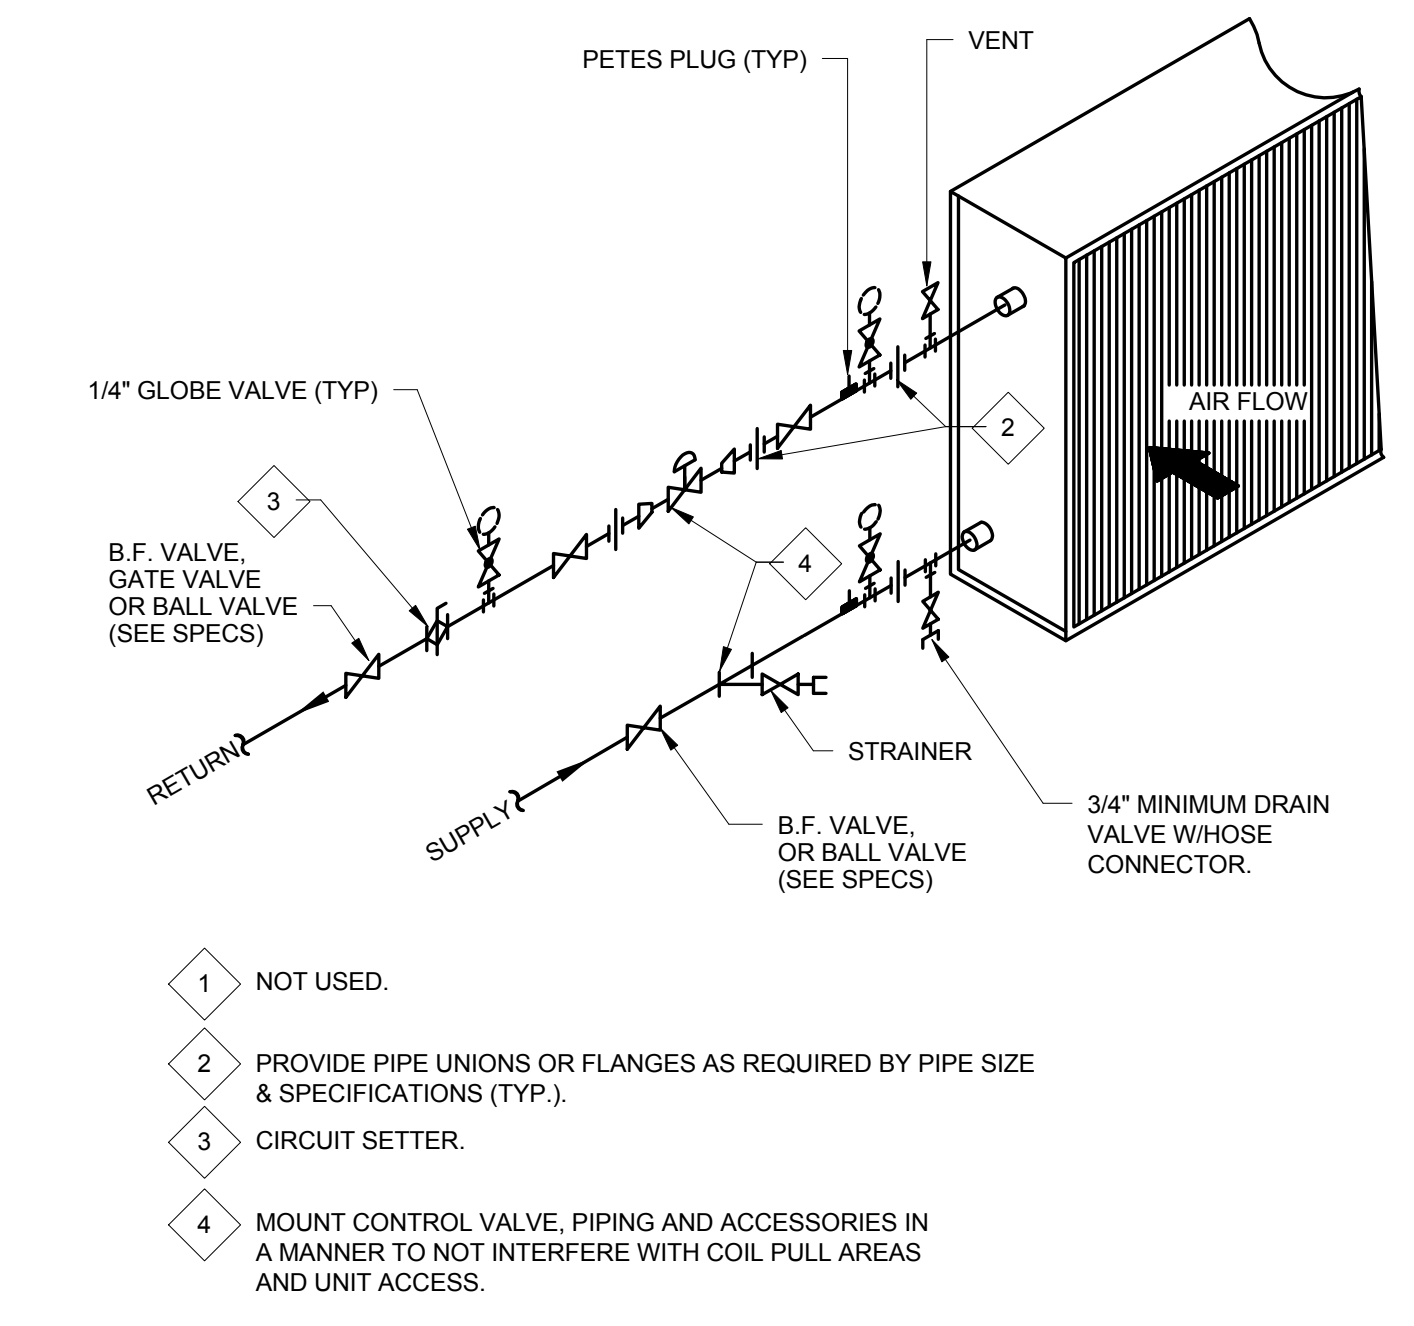 PETES PLUG (TYP)
VENT
1/4" GLOBE VALVE (TYP)
AIR FLOW
2
3
4
B.F. VALVE,
GATE VALVE
OR BALL VALVE
(SEE SPECS)
RETURN
SUPPLY
STRAINER
B.F. VALVE,
OR BALL VALVE
(SEE SPECS)
3/4" MINIMUM DRAIN
VALVE W/HOSE
CONNECTOR.
1 NOT USED.
2 PROVIDE PIPE UNIONS OR FLANGES AS REQUIRED BY PIPE SIZE
& SPECIFICATIONS (TYP.).
3 CIRCUIT SETTER.
4 MOUNT CONTROL VALVE, PIPING AND ACCESSORIES IN
A MANNER TO NOT INTERFERE WITH COIL PULL AREAS
AND UNIT ACCESS.